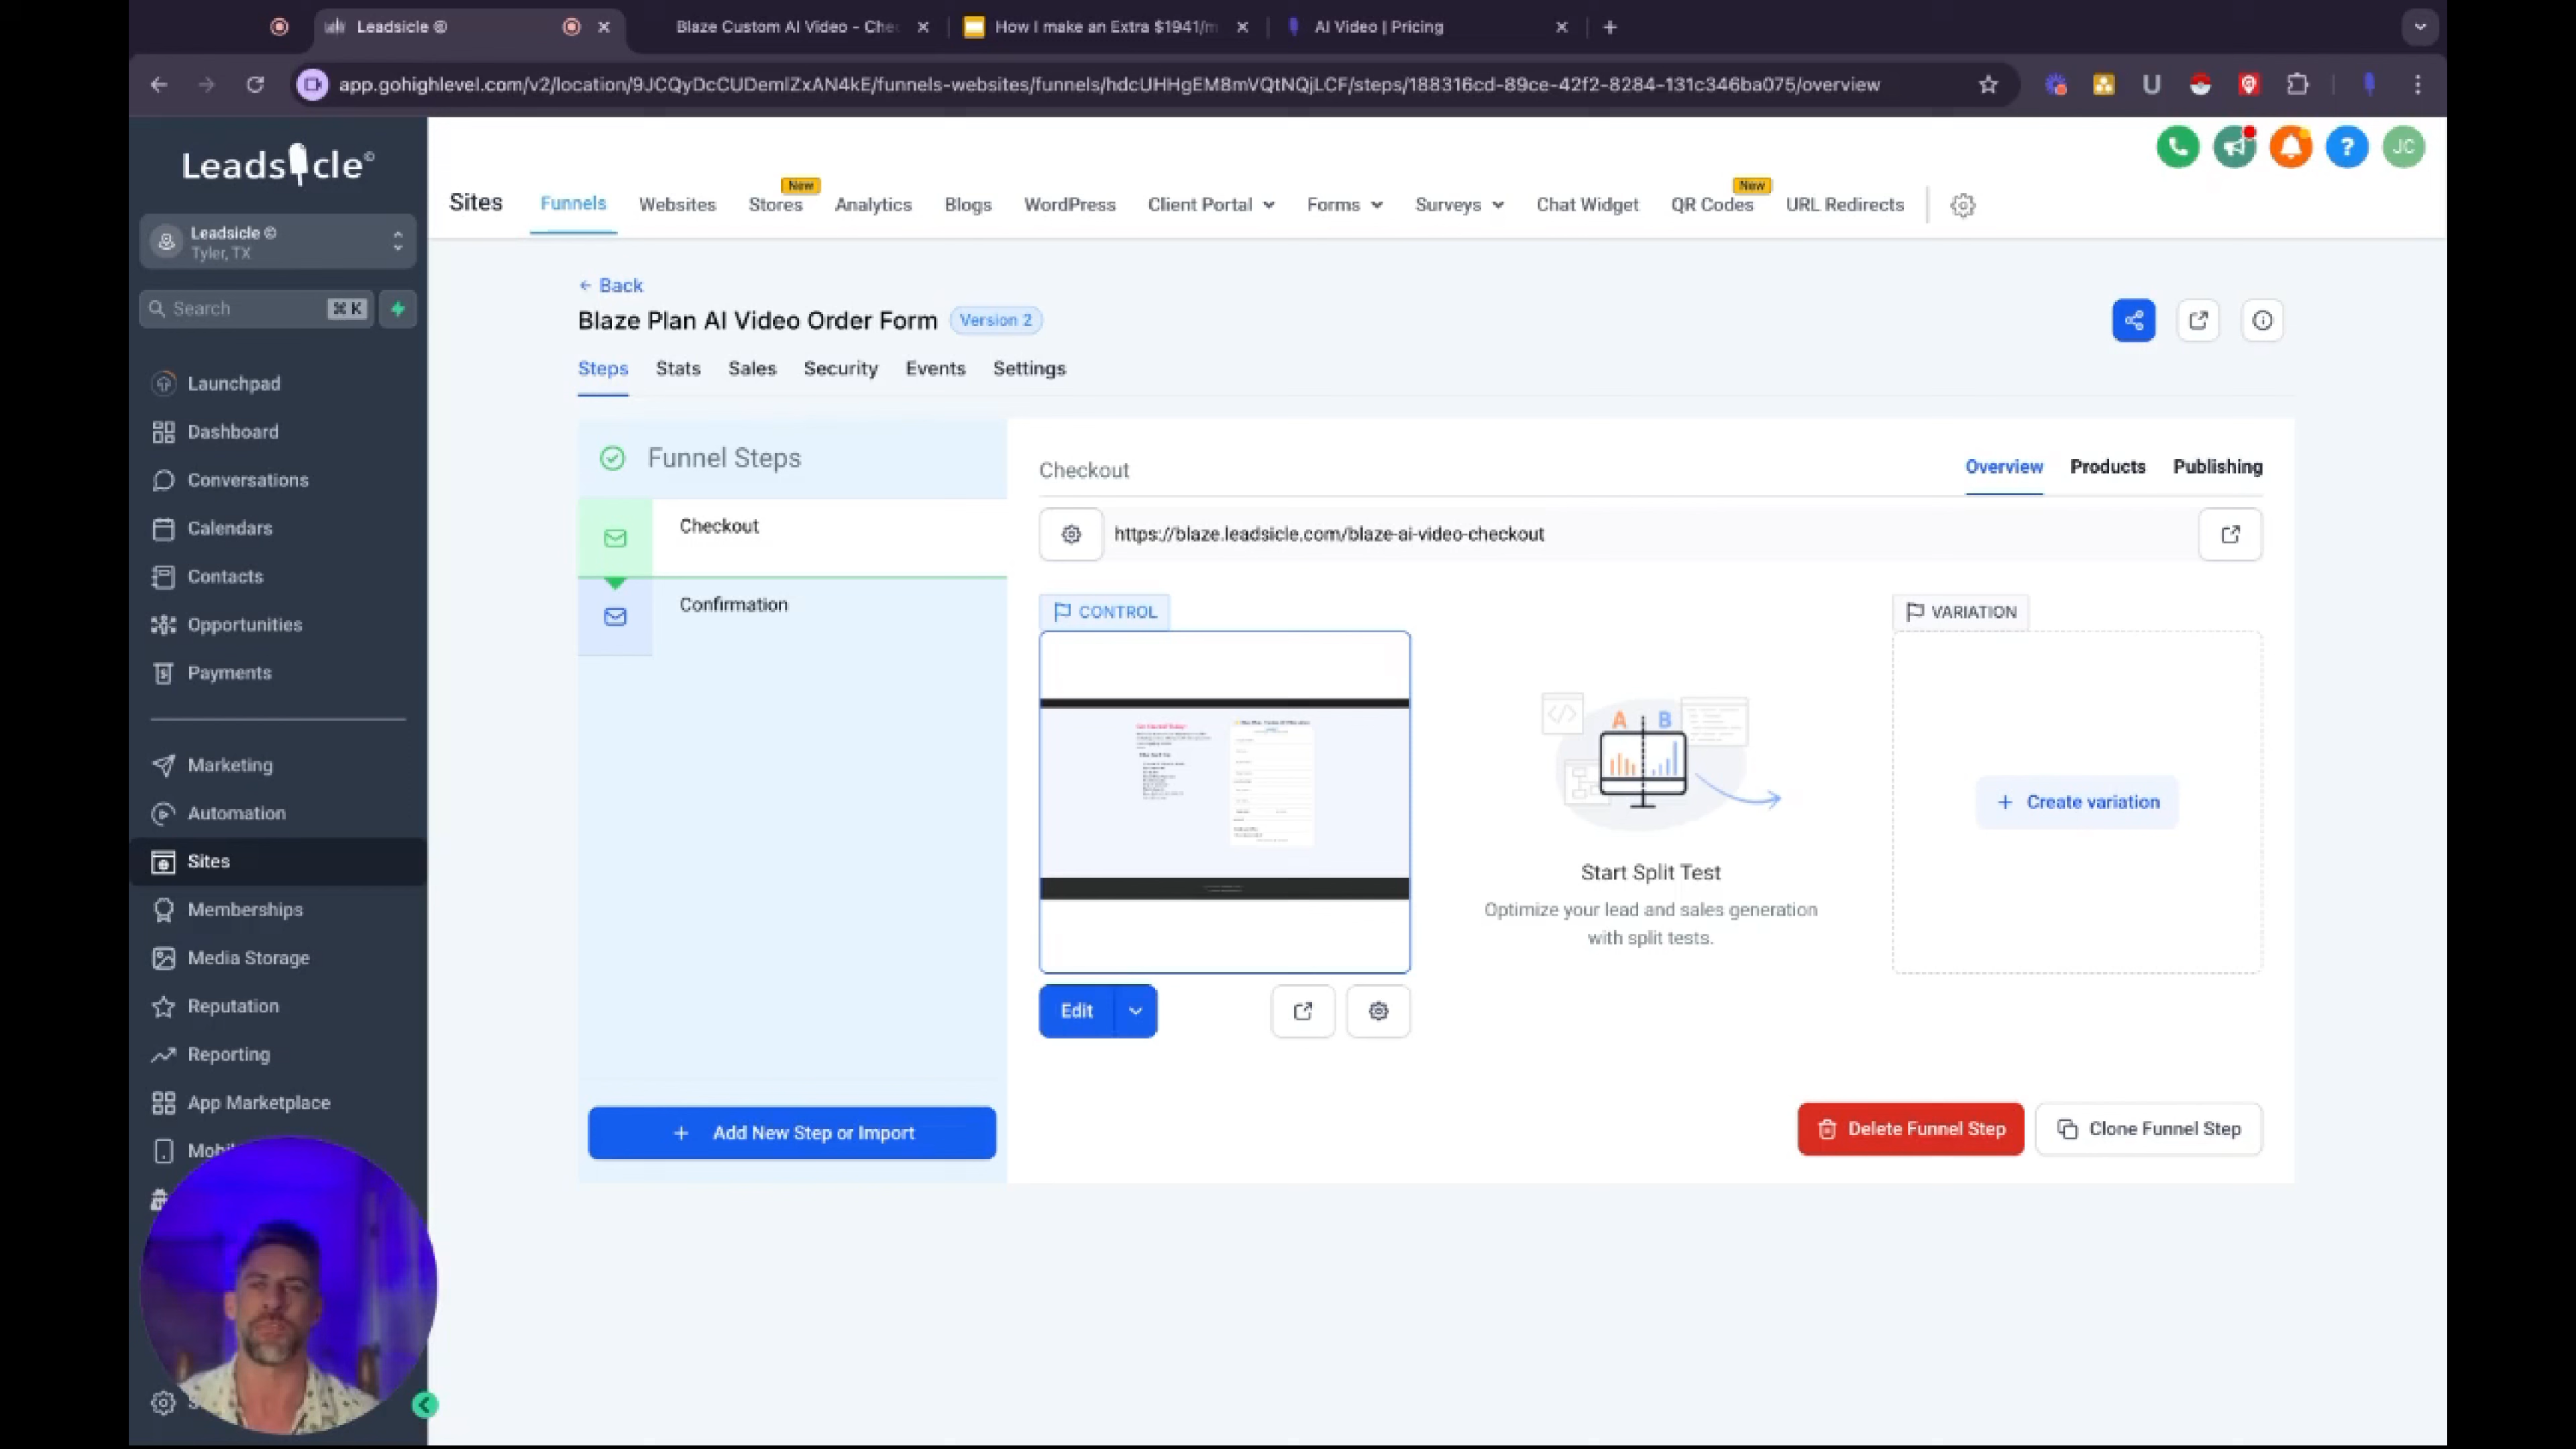 Leadsicle ©
Blaze Custom AI Video - Che
How I make an Extra $1941/m
AI Video | Pricing
app.gohighlevel.com/v2/location/9JCQyDcCUDemlZxAN4kE/funnels-websites/funnels/hdcUHHgEM8mVQtNQjLCF/steps/188316cd-89ce-42f2-8284-131c346ba075/overview
Leadsicle©
Leadsicle ©
Tyler, TX
Search
⌘ K
Launchpad
Dashboard
Conversations
Calendars
Contacts
Opportunities
Payments
Marketing
Automation
Sites
Memberships
Media Storage
Reputation
Reporting
App Marketplace
JC
Sites
Funnels
Websites
Stores
New
Analytics
Blogs
WordPress
Client Portal
Forms
Surveys
Chat Widget
QR Codes
New
URL Redirects
← Back
Blaze Plan AI Video Order Form
Version 2
Steps
Stats
Sales
Security
Events
Settings
Funnel Steps
Checkout
Confirmation
+ Add New Step or Import
Checkout
Overview
Products
Publishing
https://blaze.leadsicle.com/blaze-ai-video-checkout
CONTROL
VARIATION
A B
Start Split Test
Optimize your lead and sales generation
with split tests.
+ Create variation
Edit
Delete Funnel Step
Clone Funnel Step